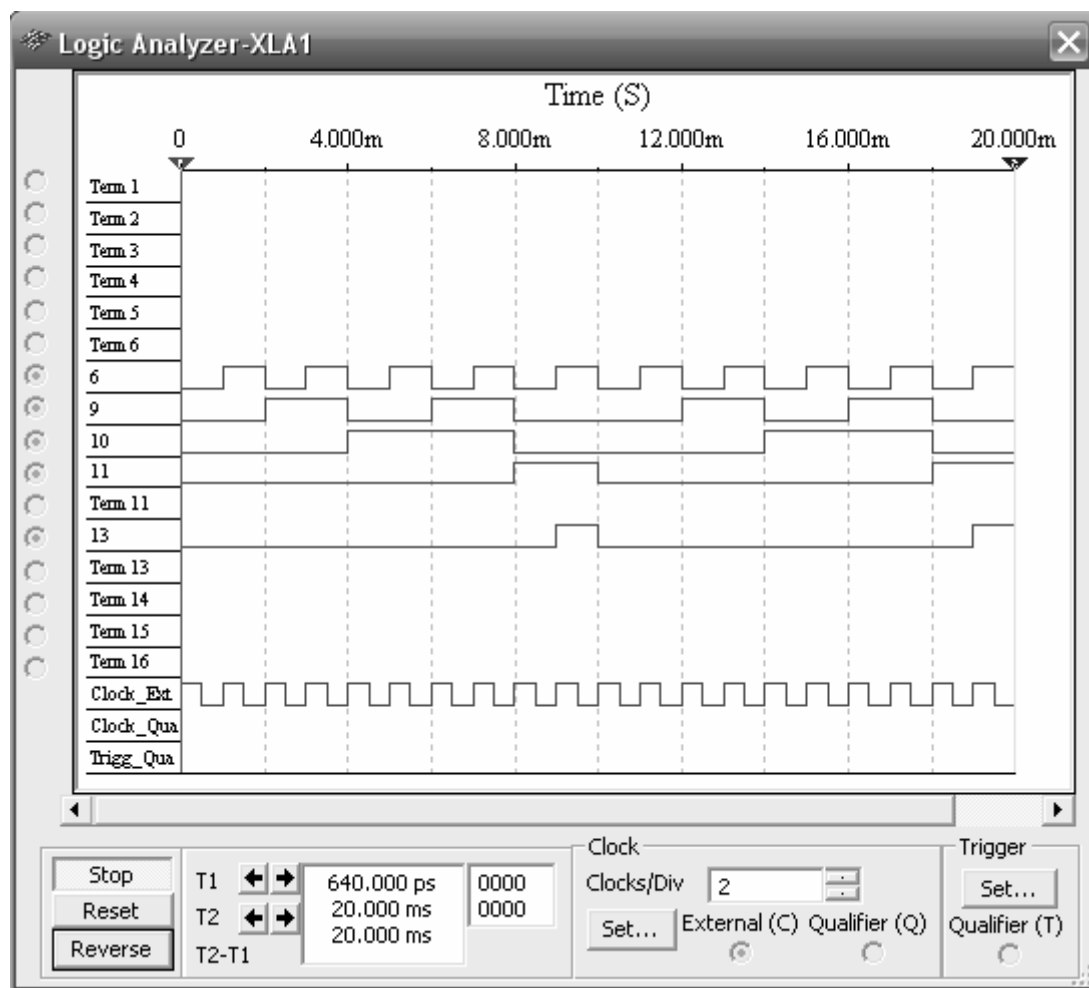 Logic Analyzer-XLA1
Time (S)
0 4.000m 8.000m 12.000m 16.000m 20.000m
Term 1
Term 2
Term 3
Term 4
Term 5
Term 6
6
9
10
11
Term 11
13
Term 13
Term 14
Term 15
Term 16
Clock_Ext
Clock_Qua
Trigg_Qua
Stop
Reset
Reverse
T1 640.000 ps 0000
T2 20.000 ms 0000
T2-T1 20.000 ms
Clock
Clocks/Div 2
Set... External (C) Qualifier (Q)
Trigger
Set...
Qualifier (T)